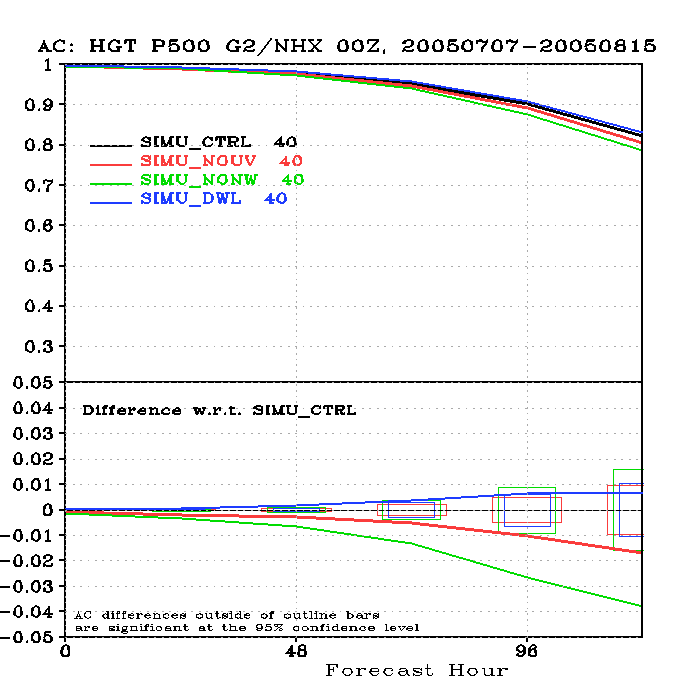 AC: HGT P500 G2/NHX 00Z, 20050707-20050815
1
0.9
0.8
0.7
0.6
0.5
0.4
0.3
SIMU_CTRL 40
SIMU_NOUV 40
SIMU_NONW 40
SIMU_DWL 40
0.05
0.04
0.03
0.02
0.01
0
-0.01
-0.02
-0.03
-0.04
-0.05
Difference w.r.t. SIMU_CTRL
AC differences outside of outline bars
are significant at the 95% confidence level
0 48 96
Forecast Hour